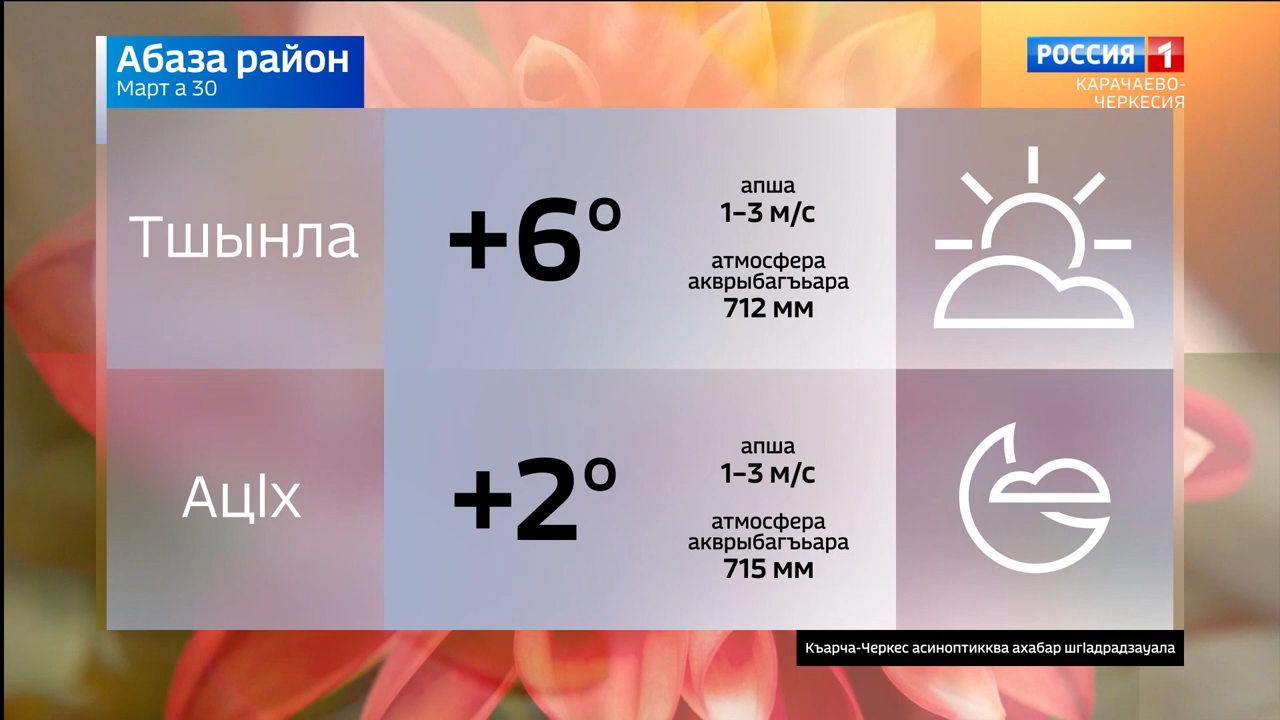 Абаза район
Март а 30
РОССИЯ 1
КАРАЧАЕВО-
ЧЕРКЕСИЯ
Тшынла
+6°
апша
1–3 м/с
атмосфера
акврыбагъьара
712 мм
АцӀх
+2°
апша
1–3 м/с
атмосфера
акврыбагъьара
715 мм
Къарча-Черкес асиноптикква ахабар шгӀадрадзауала